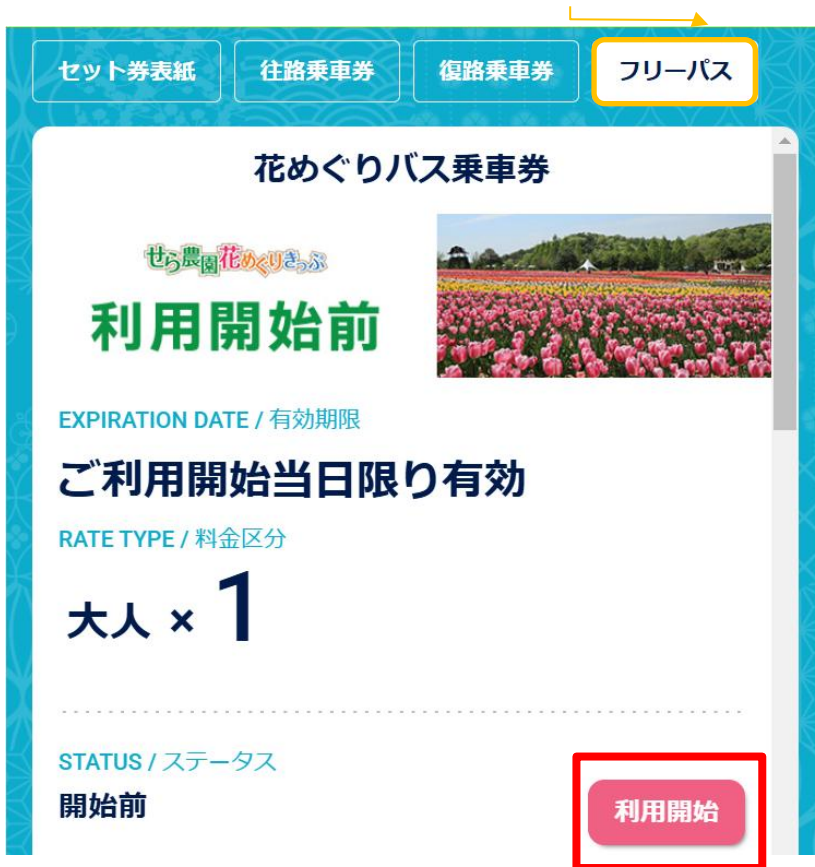 セット券表紙
往路乗車券
復路乗車券
フリーパス
花めぐりバス乗車券
せら農園花めぐりきっぷ
利用開始前
EXPIRATION DATE / 有効期限
ご利用開始当日限り有効
RATE TYPE / 料金区分
大人 × 1
STATUS / ステータス
開始前
利用開始